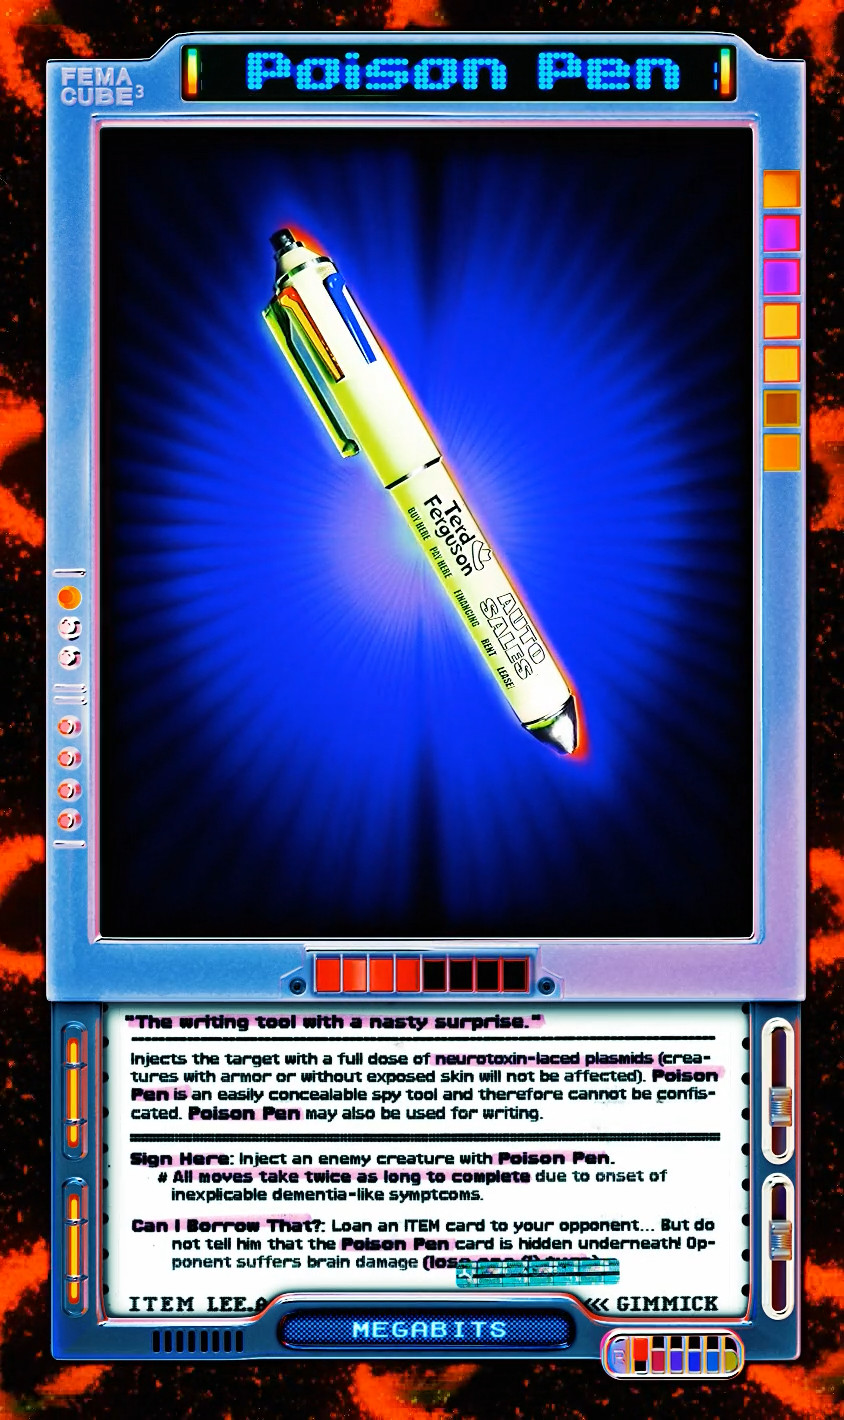 Poison Pen
FEMA
CUBE³
Terd
Ferguson
BUY HERE PAY HERE
FINANCING RENT LEASE
AUTO
SALES
"The writing tool with a nasty surprise."
Injects the target with a full dose of neurotoxin-laced plasmids (crea-
tures with armor or without exposed skin will not be affected). Poison
Pen is an easily concealable spy tool and therefore cannot be confis-
cated. Poison Pen may also be used for writing.
Sign Here: Inject an enemy creature with Poison Pen.
# All moves take twice as long to complete due to onset of
inexplicable dementia-like symptcoms.
Can I Borrow That?: Loan an ITEM card to your opponent... But do
not tell him that the Poison Pen card is hidden underneath! Op-
ponent suffers brain damage
ITEM <<< GIMMICK
MEGABITS
R